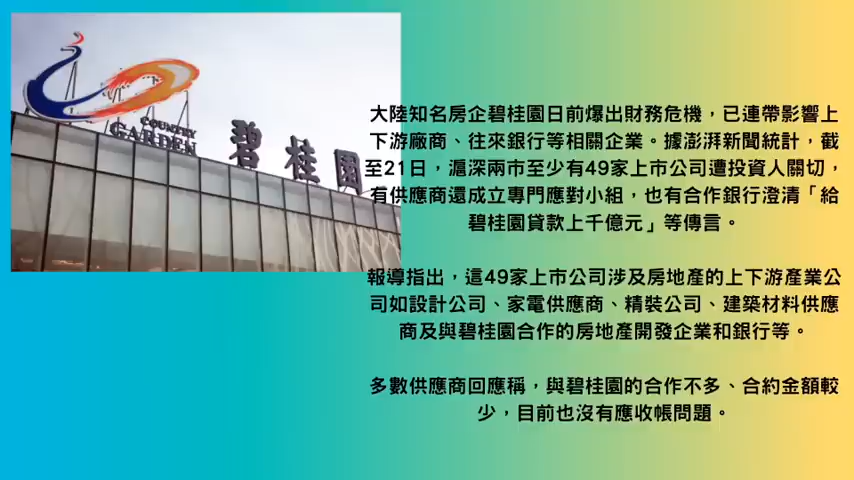 COUNTRY
GARDEN
碧桂園
大陸知名房企碧桂園日前爆出財務危機，已連帶影響上
下游廠商、往來銀行等相關企業。據澎湃新聞統計，截
至21日，滬深兩市至少有49家上市公司遭投資人關切，
有供應商還成立專門應對小組，也有合作銀行澄清「給
碧桂園貸款上千億元」等傳言。
報導指出，這49家上市公司涉及房地產的上下游產業公
司如設計公司、家電供應商、精裝公司、建築材料供應
商及與碧桂園合作的房地產開發企業和銀行等。
多數供應商回應稱，與碧桂園的合作不多、合約金額較
少，目前也沒有應收帳問題。